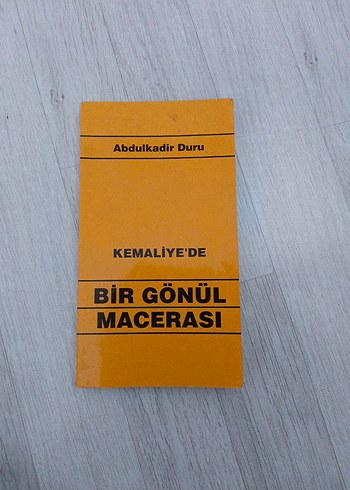 Abdulkadir Duru
KEMALİYE'DE
BİR GÖNÜL
MACERASI